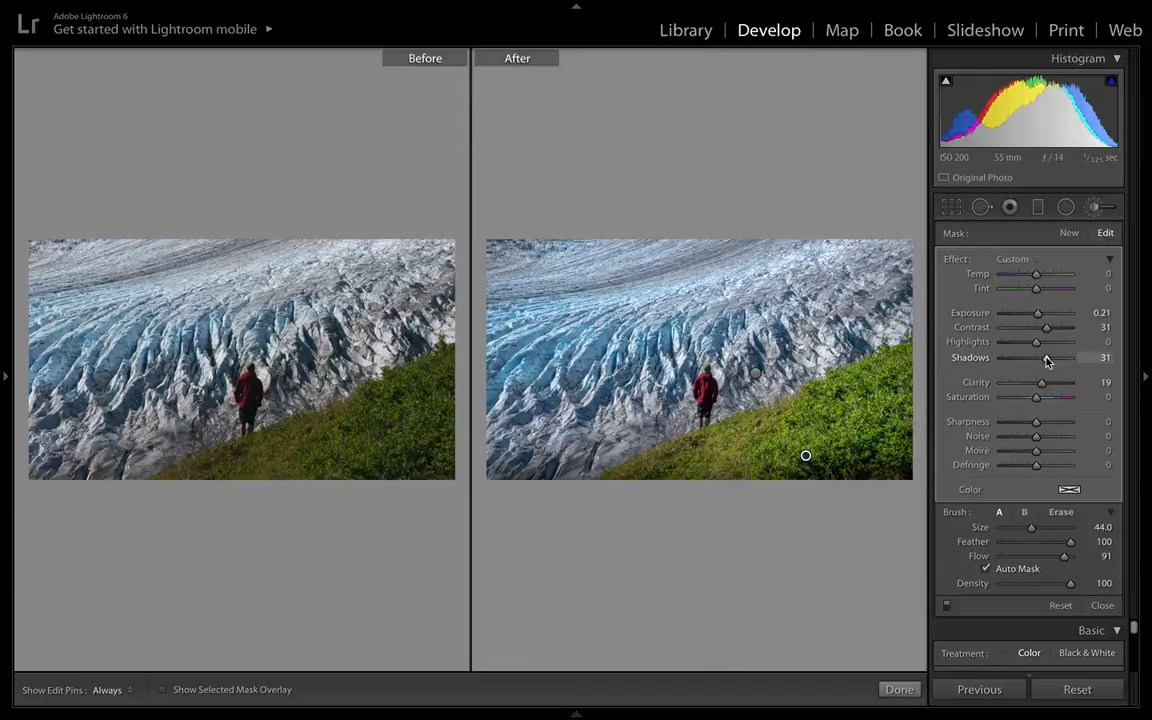 Lr
Adobe Lightroom 6
Get started with Lightroom mobile
Library | Develop | Map | Book | Slideshow | Print | Web
Before
After
Histogram
ISO 200 55 mm ƒ / 14 1/125 sec
Original Photo
Mask : New Edit
Effect : Custom
Temp 0
Tint 0
Exposure 0.21
Contrast 31
Highlights 0
Shadows 31
Clarity 19
Saturation 0
Sharpness 0
Noise 0
Moiré 0
Defringe 0
Color
Brush : A B Erase
Size 44.0
Feather 100
Flow 91
Auto Mask
Density 100
Reset Close
Basic
Treatment : Color Black & White
Show Edit Pins : Always Show Selected Mask Overlay Done
Previous Reset